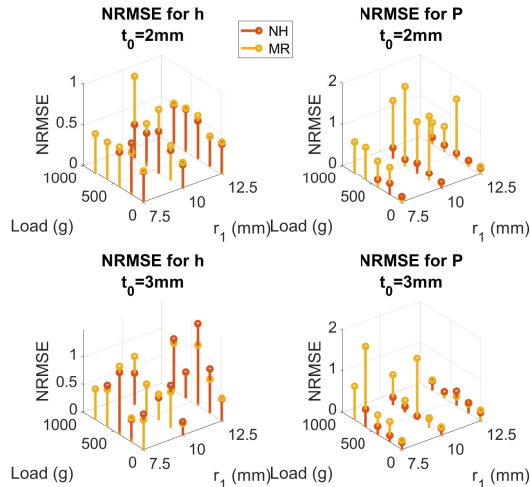 NRMSE for h
t0=2mm
NH
MR
NRMSE for P
t0=2mm
NRMSE
1
0.5
0
1000
500
0
Load (g)
7.5
10
12.5
r1 (mm)
NRMSE
2
1
0
1000
500
0
Load (g)
7.5
10
12.5
r1 (mm)
NRMSE for h
t0=3mm
NRMSE for P
t0=3mm
NRMSE
1
0.5
0
1000
500
0
Load (g)
7.5
10
12.5
r1 (mm)
NRMSE
2
1
0
1000
500
0
Load (g)
7.5
10
12.5
r1 (mm)